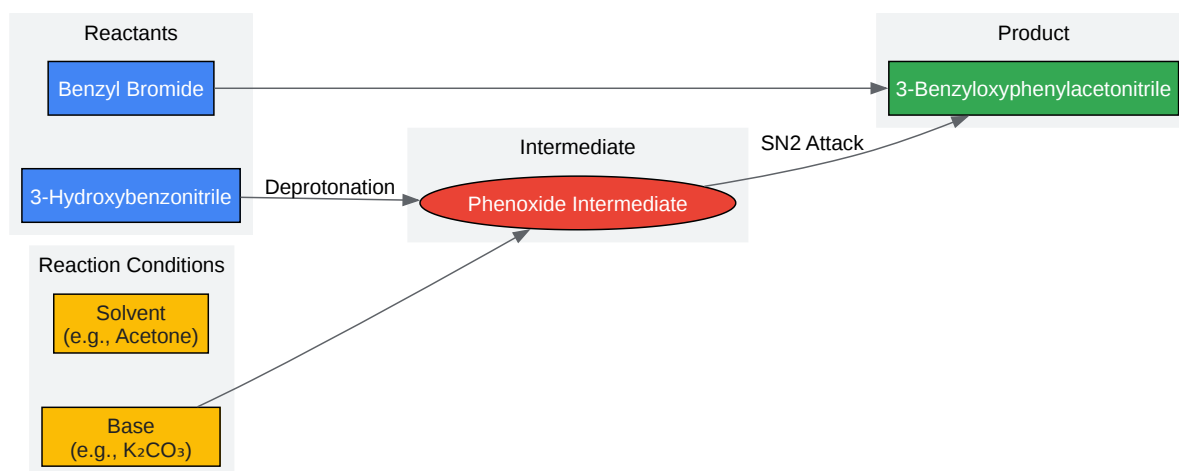 Reactants
Benzyl Bromide
3-Hydroxybenzonitrile
Deprotonation
Intermediate
Phenoxide Intermediate
SN2 Attack
Product
3-Benzyloxyphenylacetonitrile
Reaction Conditions
Solvent
(e.g., Acetone)
Base
(e.g., K₂CO₃)